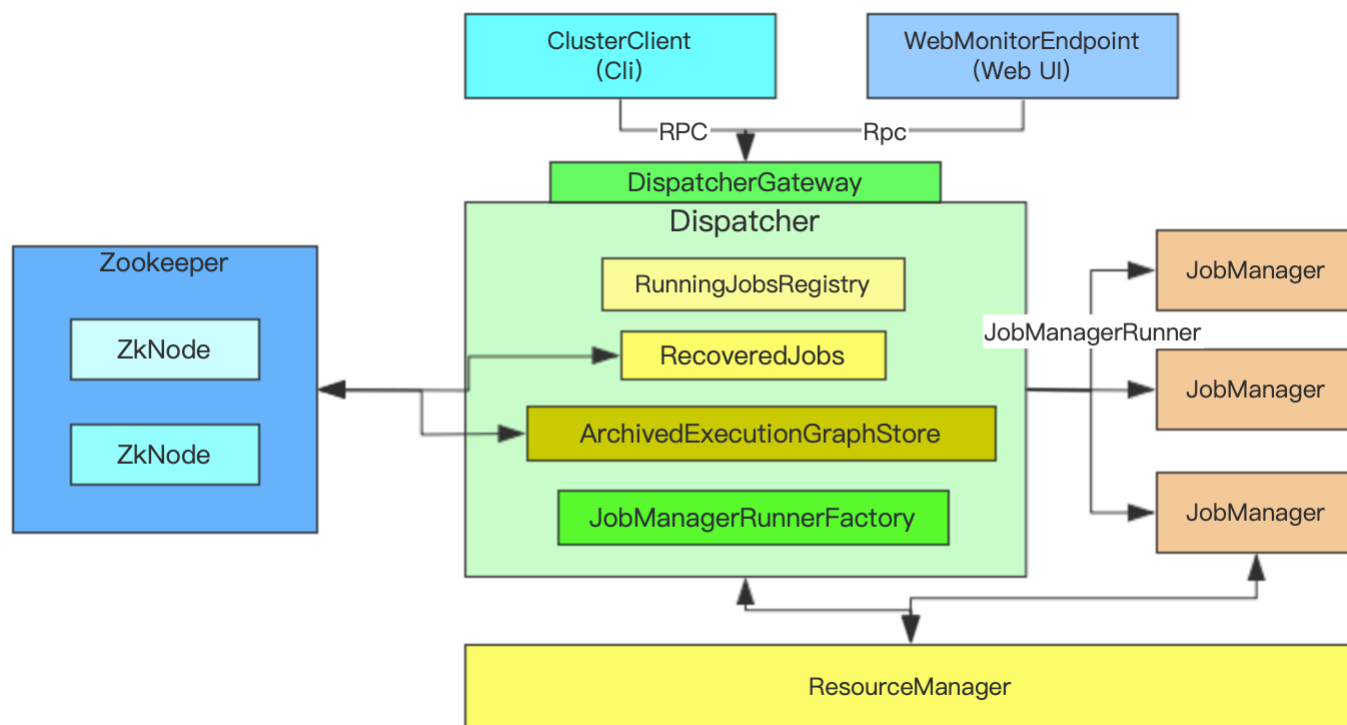 ClusterClient
(Cli)
WebMonitorEndpoint
(Web UI)
RPC
Rpc
DispatcherGateway
Dispatcher
Zookeeper
ZkNode
ZkNode
RunningJobsRegistry
RecoveredJobs
ArchivedExecutionGraphStore
JobManagerRunnerFactory
JobManagerRunner
JobManager
JobManager
JobManager
ResourceManager